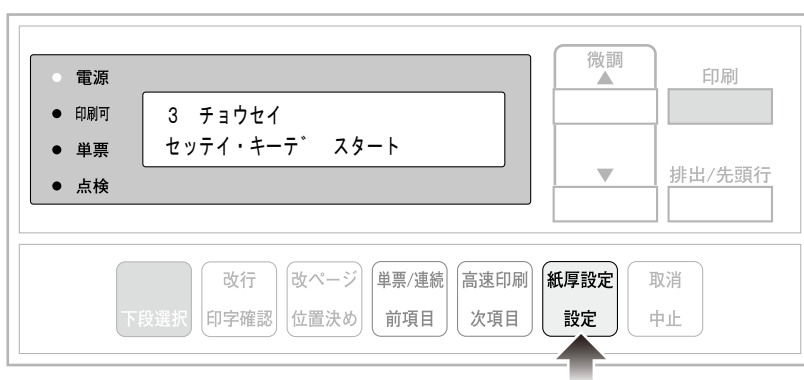 電源
印刷可
単票
点検
3 チョウセイ
セッテイ・キーデ スタート
微調
▲
▼
印刷
排出/先頭行
下段選択
改行
印字確認
改ページ
位置決め
単票/連続
前項目
高速印刷
次項目
紙厚設定
設定
取消
中止